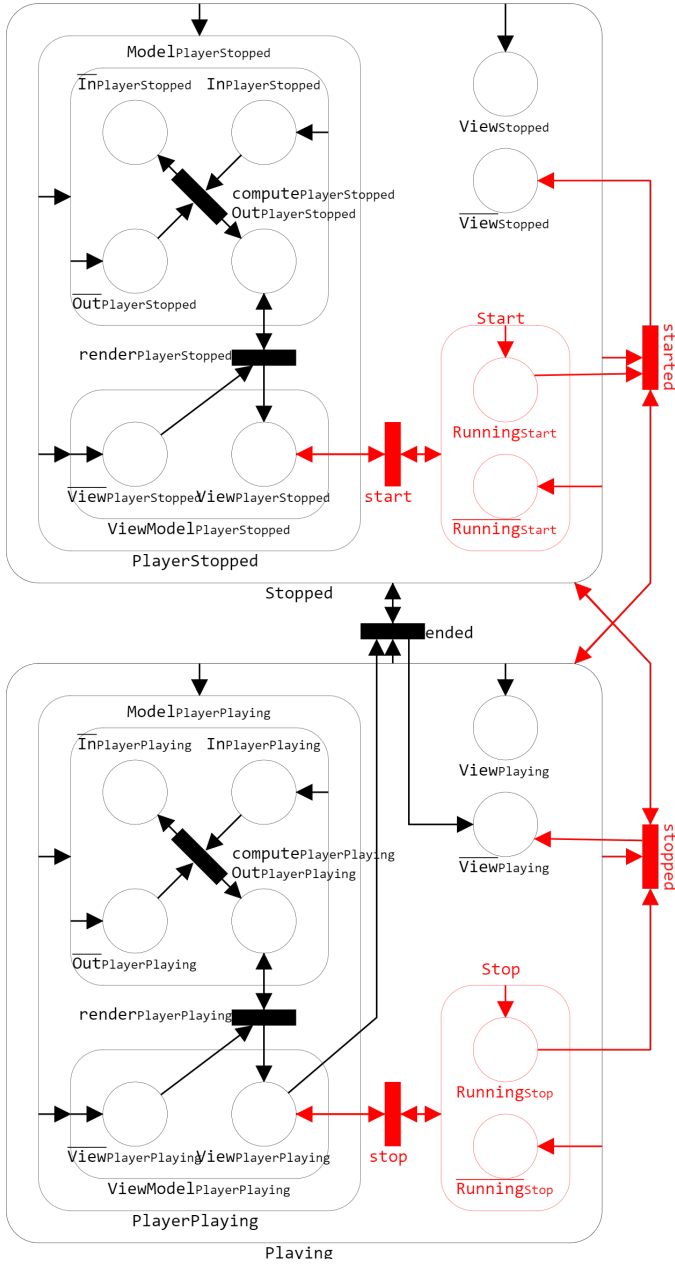 ModelPlayerStopped
InPlayerStopped InPlayerStopped
ViewStopped
computePlayerStopped
OutPlayerStopped
ViewStopped
OutPlayerStopped
Start
started
renderPlayerStopped
RunningStart
ViewPlayerStopped ViewPlayerStopped
start
ViewModelPlayerStopped
RunningStart
PlayerStopped
Stopped
ended
ModelPlayerPlaying
InPlayerPlaying InPlayerPlaying
ViewPlaying
computePlayerPlaying
OutPlayerPlaying
ViewPlaying
stopped
OutPlayerPlaying
Stop
renderPlayerPlaying
RunningStop
ViewPlayerPlaying ViewPlayerPlaying
stop
ViewModelPlayerPlaying
RunningStop
PlayerPlaying
Playing